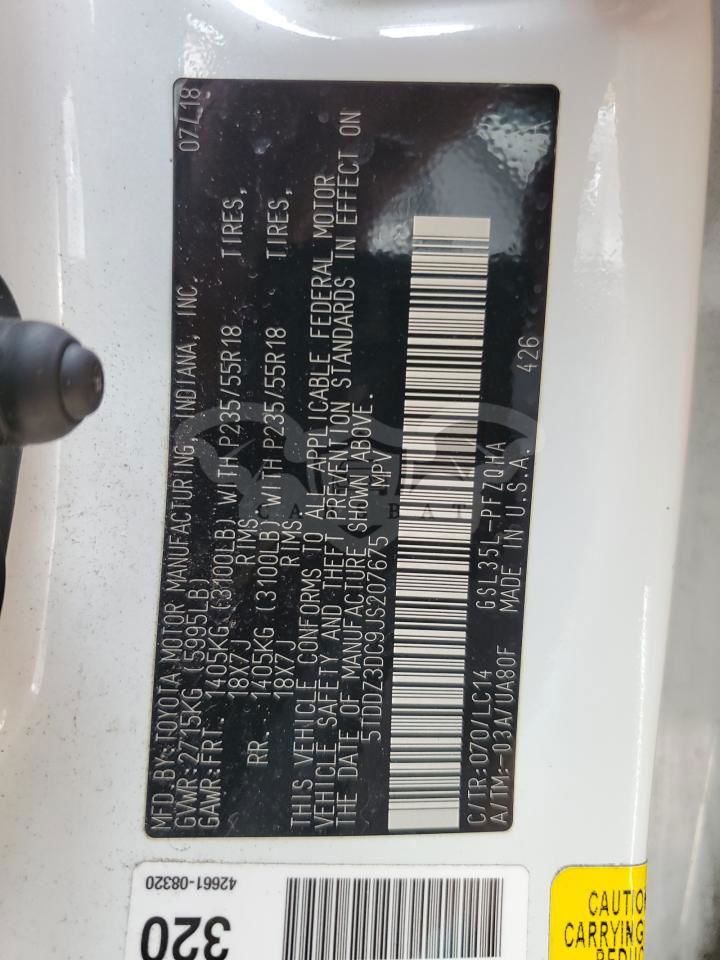 MFD.BY:TOYOTA MOTOR MANUFACTURING, INDIANA, INC. 07/18
GVWR:2715KG (5995LB)
GAWR:FRT. 1405KG (3100LB) WITH P235/55R18 TIRES,
18X7J RIMS
RR. 1405KG (3100LB) WITH P235/55R18 TIRES,
18X7J RIMS
THIS VEHICLE CONFORMS TO ALL APPLICABLE FEDERAL MOTOR
VEHICLE SAFETY AND THEFT PREVENTION STANDARDS IN EFFECT ON
THE DATE OF MANUFACTURE SHOWN ABOVE.
5TDDZ3DC9JS207675 MPV
C/TR:070/LC14 GSL35L-PFZQHA
A/TM:-03A/UA80F MADE IN U.S.A. 426
42661-08320
320
CAUTIO
CARRYING
REDUC